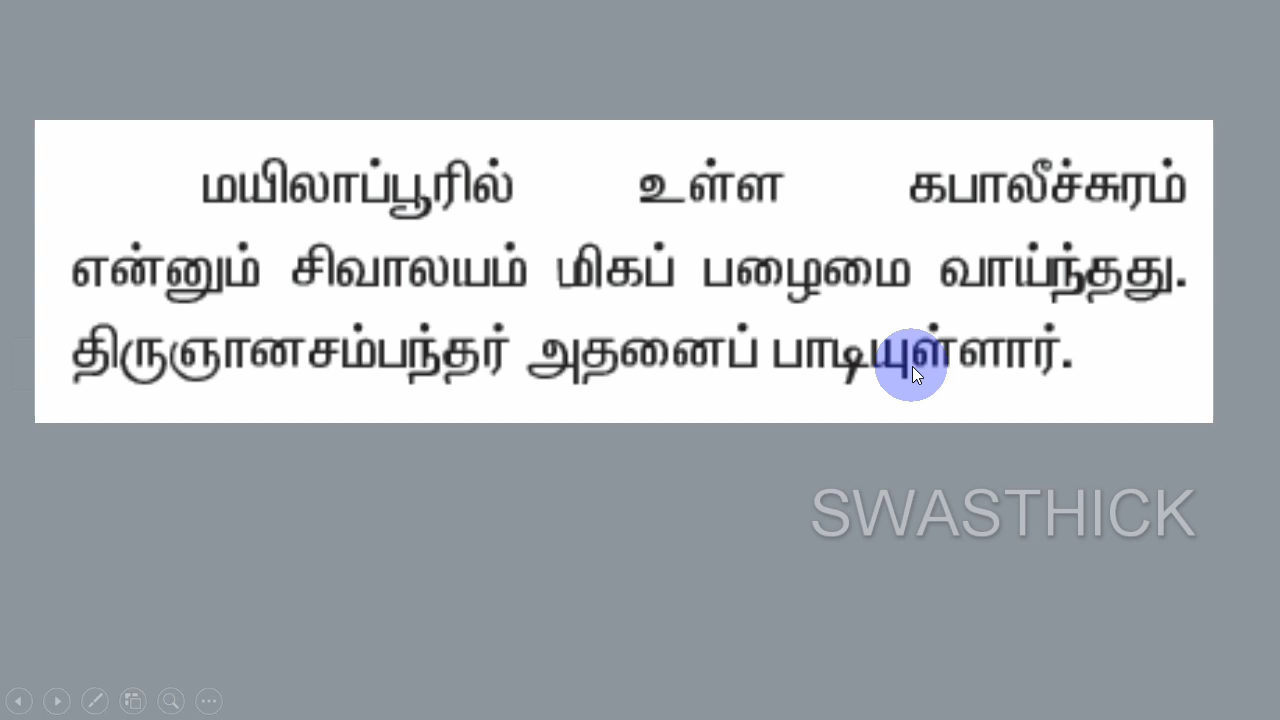 மயிலாப்பூரில் உள்ள கபாலீச்சுரம்
என்னும் சிவாலயம் மிகப் பழைமை வாய்ந்தது.
திருஞானசம்பந்தர் அதனைப் பாடியுள்ளார்.
SWASTHICK